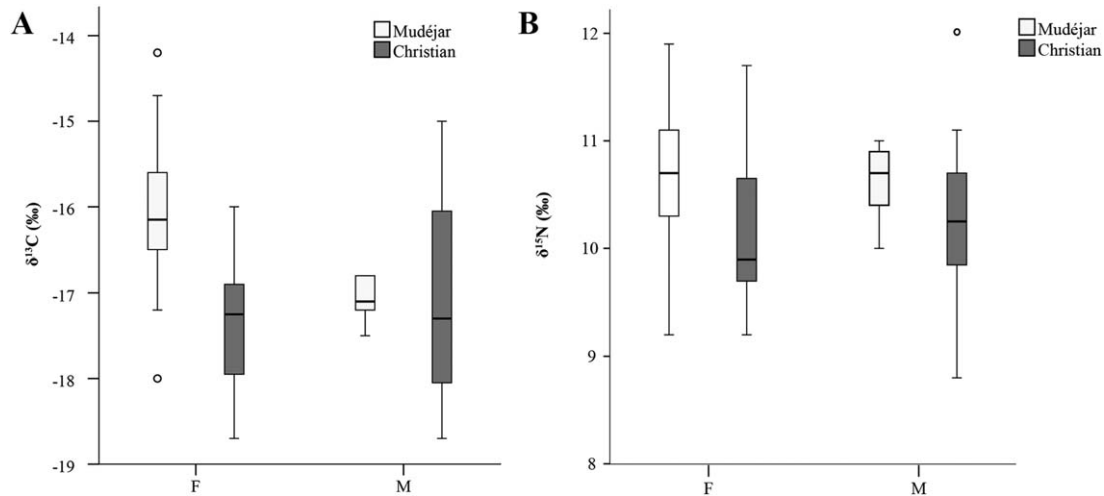 A
Mudéjar
Christian
-14
-15
-16
-17
-18
-19
δ¹³C (‰)
F
M
B
Mudéjar
Christian
12
11
10
9
8
δ¹⁵N (‰)
F
M